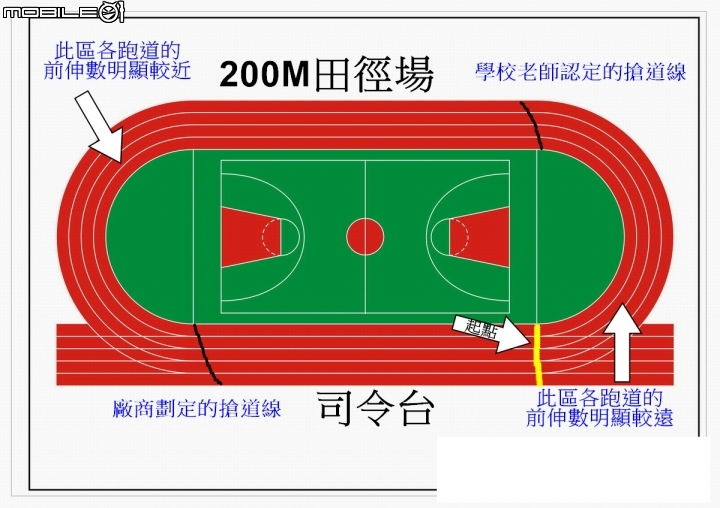 MOBILE01
此區各跑道的
前伸數明顯較近
200M田徑場
學校老師認定的搶道線
起點
廠商劃定的搶道線
司令台
此區各跑道的
前伸數明顯較遠